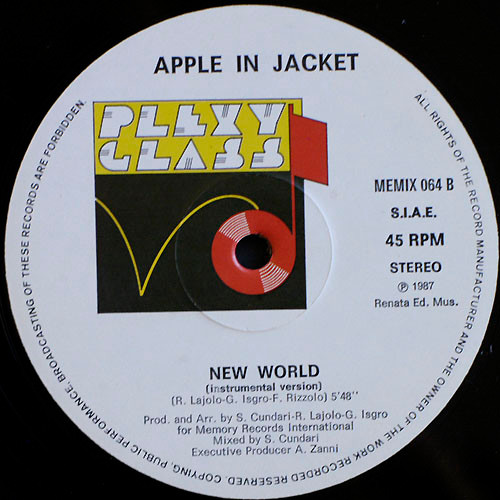 APPLE IN JACKET
PLEXY
GLASS
MEMIX 064 B
S.I.A.E.
45 RPM
STEREO
℗ 1987
Renata Ed. Mus.
NEW WORLD
(instrumental version)
(R. Lajolo-G. Isgro-F. Rizzolo) 5'48''
Prod. and Arr. by S. Cundari-R. Lajolo-G. Isgro
for Memory Records International
Mixed by S. Cundari
Executive Producer A. Zanni
ALL RIGHTS OF THE RECORD MANUFACTURER AND THE OWNER OF THE WORK RECORDED RESERVED. COPYING, PUBLIC PERFORMANCE, BROADCASTING OF THESE RECORDS ARE FORBIDDEN.